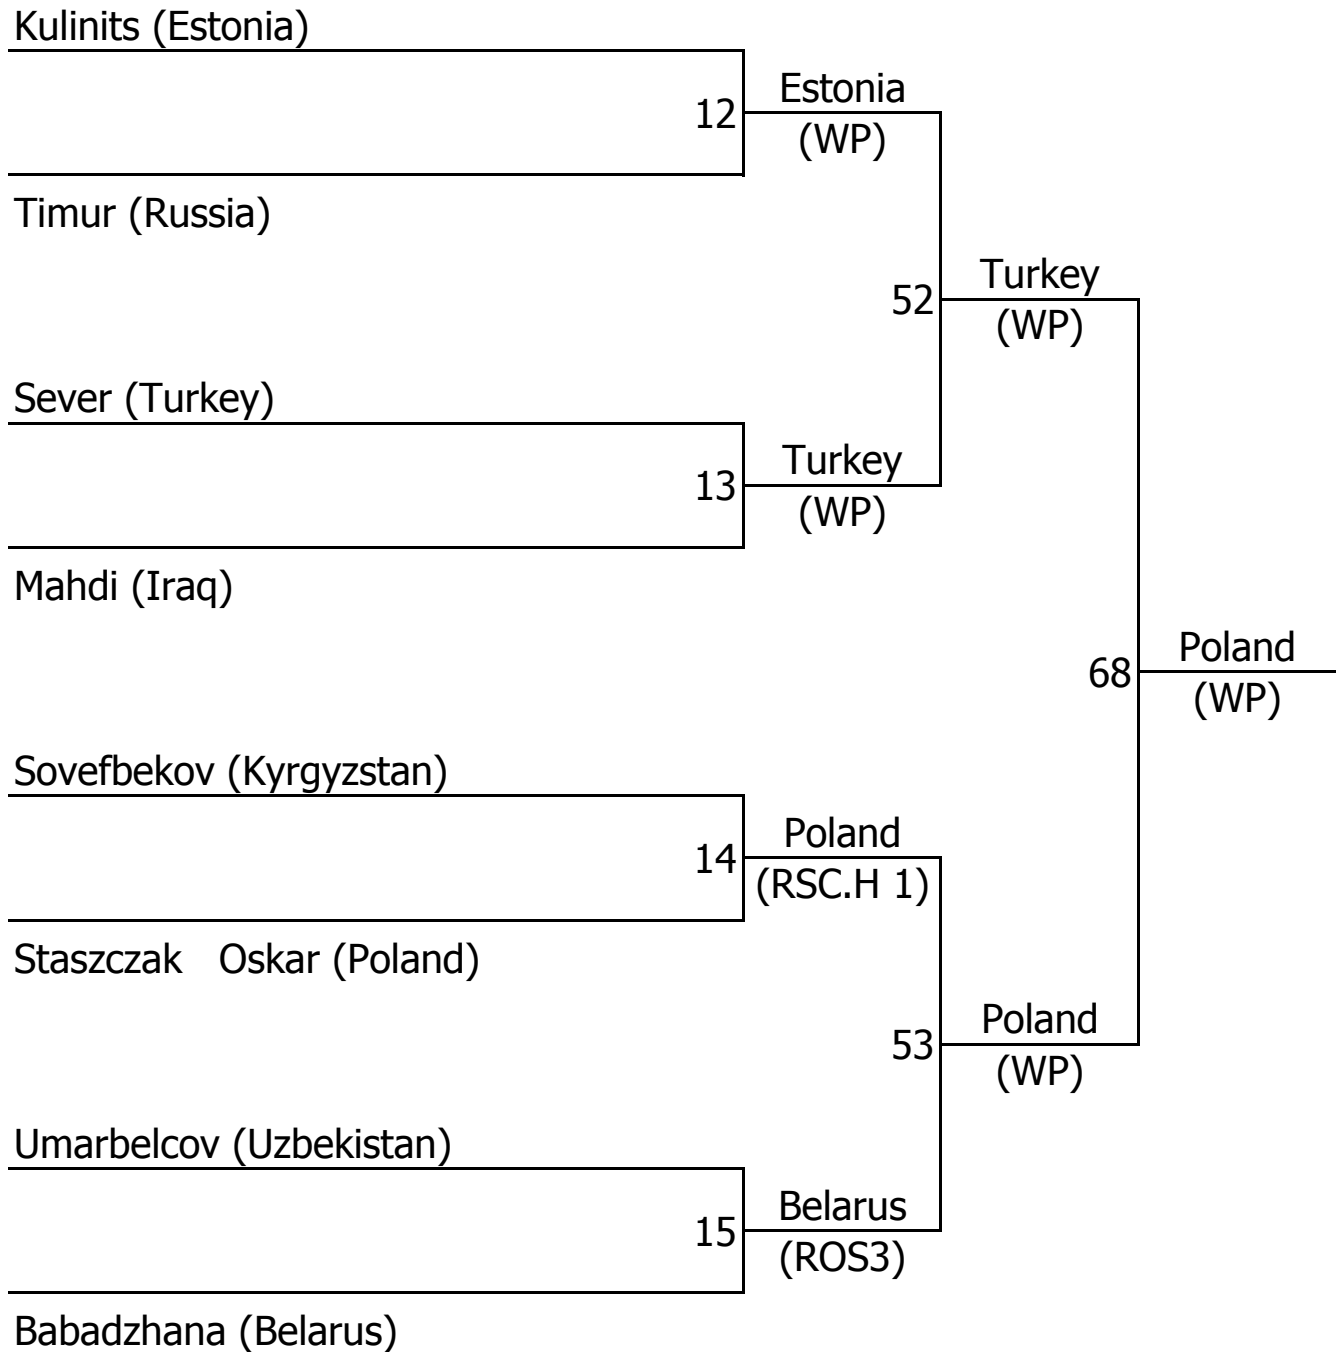 Kulinits (Estonia)
12
Estonia
(WP)
Timur (Russia)
52
Turkey
(WP)
Sever (Turkey)
13
Turkey
(WP)
Mahdi (Iraq)
68
Poland
(WP)
Sovefbekov (Kyrgyzstan)
14
Poland
(RSC.H 1)
Staszczak Oskar (Poland)
53
Poland
(WP)
Umarbelcov (Uzbekistan)
15
Belarus
(ROS3)
Babadzhana (Belarus)